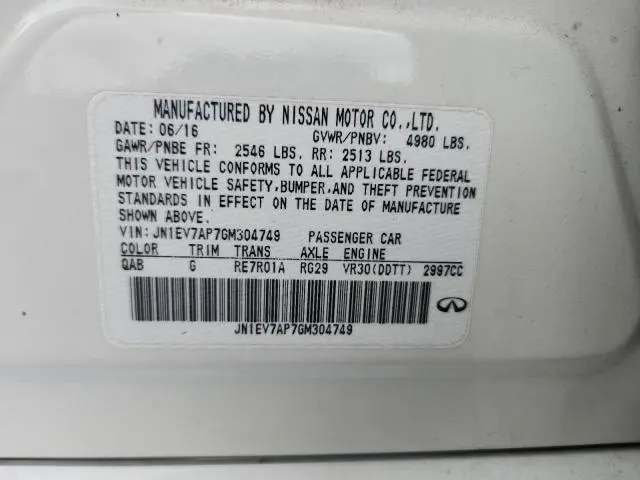 MANUFACTURED BY NISSAN MOTOR CO.,LTD.
DATE: 06/16 GVWR/PNBV: 4980 LBS.
GAWR/PNBE FR: 2546 LBS. RR: 2513 LBS.
THIS VEHICLE CONFORMS TO ALL APPLICABLE FEDERAL
MOTOR VEHICLE SAFETY,BUMPER,AND THEFT PREVENTION
STANDARDS IN EFFECT ON THE DATE OF MANUFACTURE
SHOWN ABOVE.
VIN: JN1EV7AP7GM304749 PASSENGER CAR
COLOR TRIM TRANS AXLE ENGINE
QAB G RE7R01A RG29 VR30(DDTT) 2997CC
JN1EV7AP7GM304749